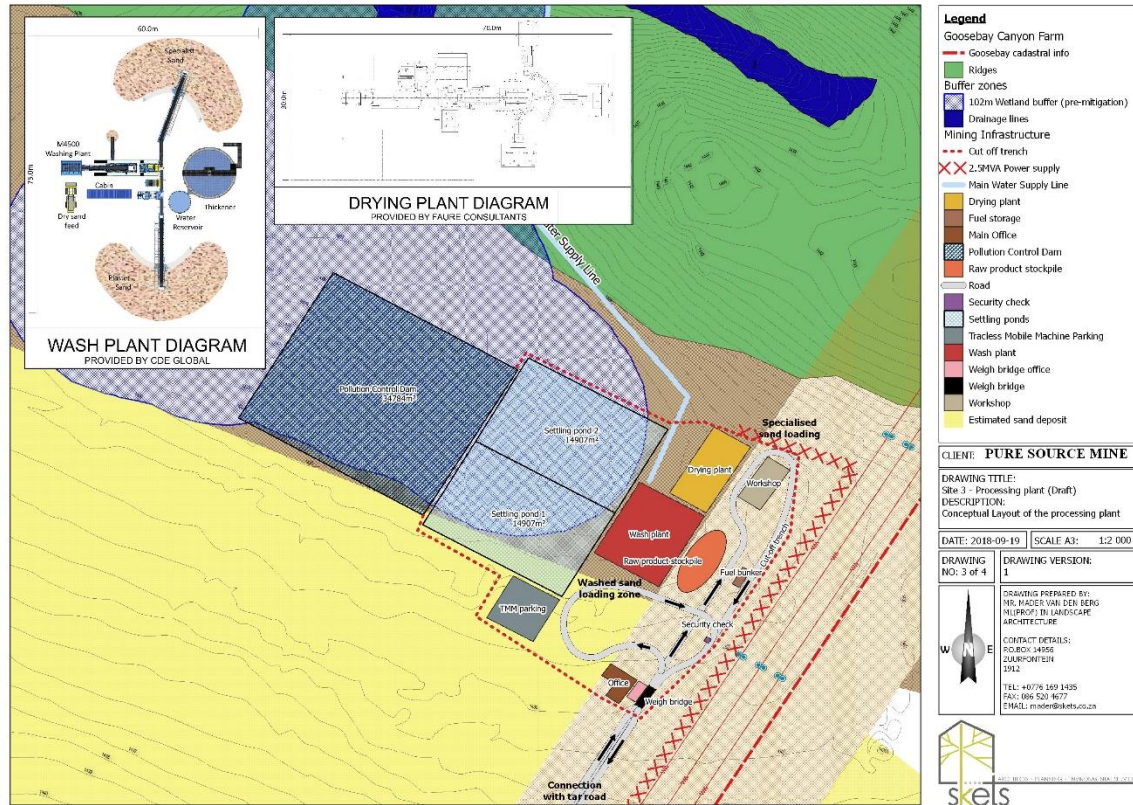 60.0m
75.0m
Specialist
Sand
M4500
Washing Plant
Cabin
Dry sand
feed
Water
Reservoir
Thickener
Plaster
Sand
WASH PLANT DIAGRAM
PROVIDED BY CDE GLOBAL
70.0m
30.0m
DRYING PLANT DIAGRAM
PROVIDED BY FAURE CONSULTANTS
Water Supply Line
Pollution Control Dam
34784m²
Settling pond 2
14907m²
Settling pond 1
14907m²
Specialised
sand loading
Drying plant
Workshop
Wash plant
Raw product stockpile
Cut off trench
Fuel bunker
Washed sand
loading zone
TMM parking
Security check
Office
Weigh bridge
Connection
with tar road
Legend
Goosebay Canyon Farm
Goosebay cadastral info
Ridges
Buffer zones
102m Wetland buffer (pre-mitigation)
Drainage lines
Mining Infrastructure
Cut off trench
2.5MVA Power supply
Main Water Supply Line
Drying plant
Fuel storage
Main Office
Pollution Control Dam
Raw product stockpile
Road
Security check
Settling ponds
Tracless Mobile Machine Parking
Wash plant
Weigh bridge office
Weigh bridge
Workshop
Estimated sand deposit
CLIENT: PURE SOURCE MINE
DRAWING TITLE:
Site 3 - Processing plant (Draft)
DESCRIPTION:
Conceptual Layout of the processing plant
DATE: 2018-09-19 SCALE A3: 1:2 000
DRAWING NO: 3 of 4
DRAWING VERSION:
1
W N E
DRAWING PREPARED BY:
MR. MADER VAN DEN BERG
ML(PROF) IN LANDSCAPE
ARCHITECTURE
CONTACT DETAILS:
P.O.BOX 14956
ZUURFONTEIN
1912
TEL: +0776 169 1435
FAX: 086 520 4677
EMAIL: mader@skets.co.za
skets